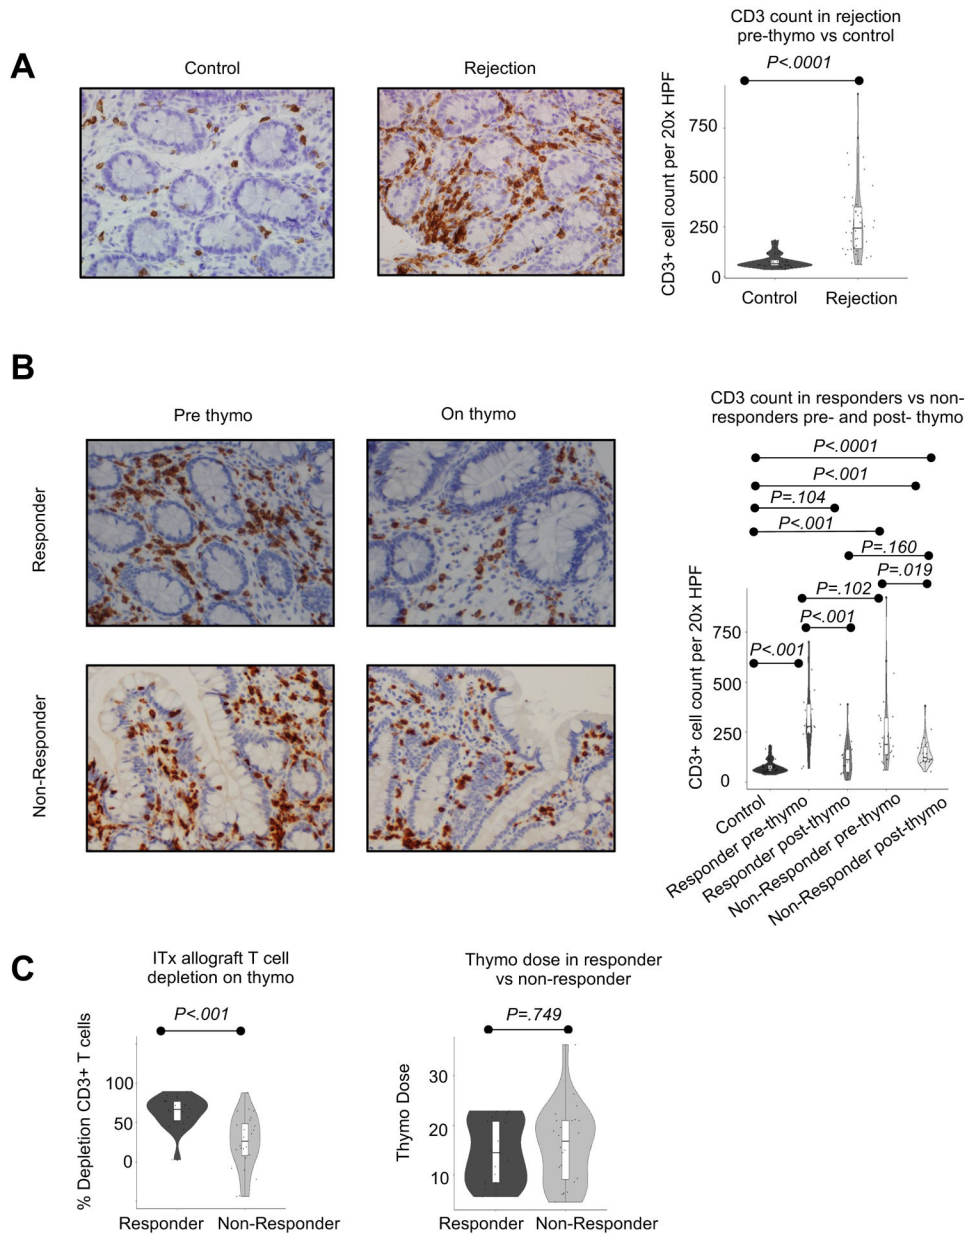 A
Control
Rejection
CD3 count in rejection
pre-thymo vs control
P<.0001
CD3+ cell count per 20x HPF
750
500
250
0
Control
Rejection
B
Pre thymo
On thymo
Responder
Non-Responder
CD3 count in responders vs non-
responders pre- and post- thymo
P<.0001
P<.001
P=.104
P<.001
P=.160
P=.019
P=.102
P<.001
P<.001
CD3+ cell count per 20x HPF
750
500
250
0
Control
Responder pre-thymo
Responder post-thymo
Non-Responder pre-thymo
Non-Responder post-thymo
C
ITx allograft T cell
depletion on thymo
P<.001
% Depletion CD3+ T cells
100
50
0
Responder
Non-Responder
Thymo dose in responder
vs non-responder
P=.749
Thymo Dose
30
20
10
Responder
Non-Responder